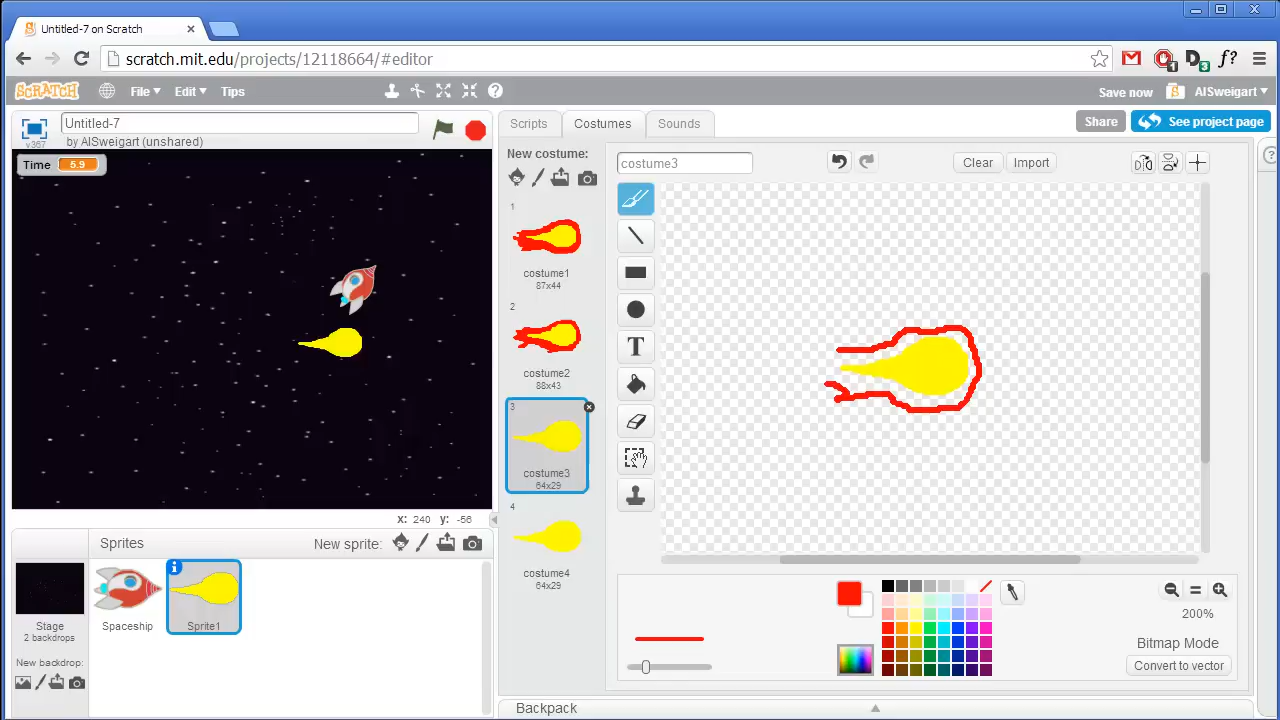 Untitled-7 on Scratch
scratch.mit.edu/projects/12118664/#editor
SCRATCH File Edit Tips Save now AlSweigart
Untitled-7
by AlSweigart (unshared)
v367
Scripts Costumes Sounds Share See project page
Time 5.9
New costume:
costume3 Clear Import
1
costume1
87x44
2
costume2
88x43
3
costume3
64x29
4
costume4
64x29
T
x: 240 y: -56
Sprites New sprite:
Spaceship
Sprite1
Stage
2 backdrops
New backdrop:
200%
Bitmap Mode
Convert to vector
Backpack